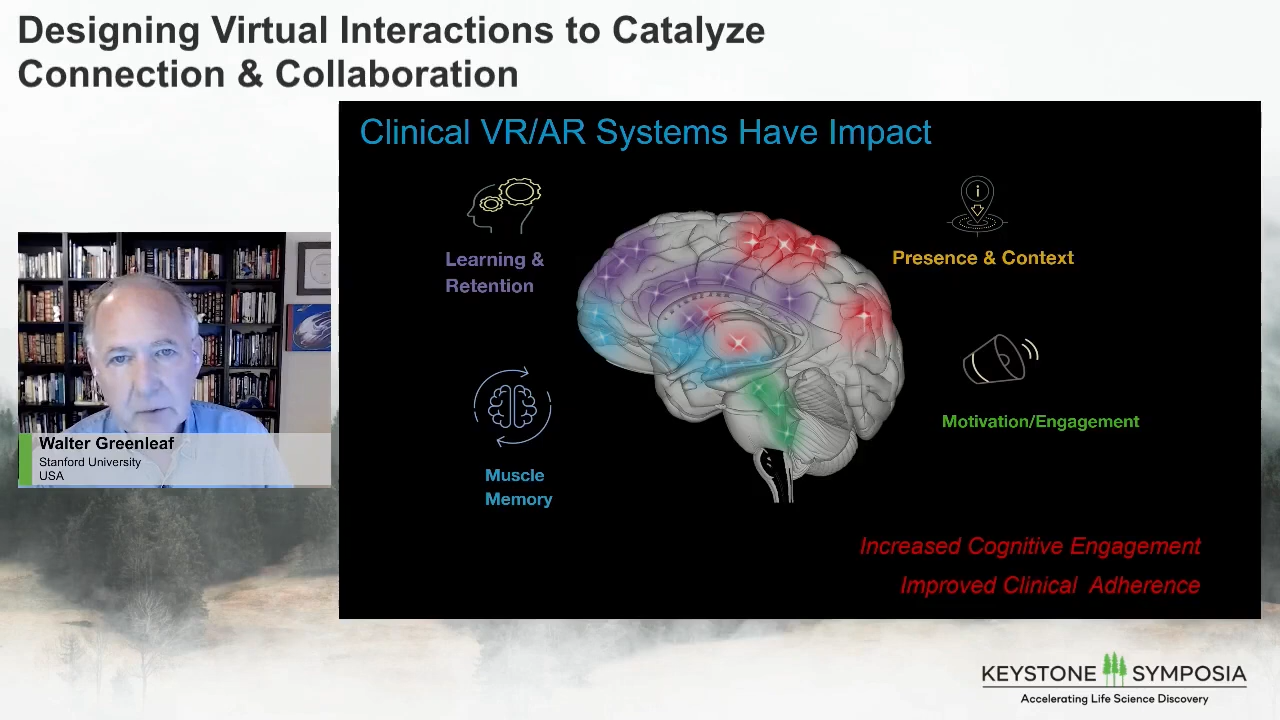 Designing Virtual Interactions to Catalyze
Connection & Collaboration
Clinical VR/AR Systems Have Impact
Learning &
Retention
i
Presence & Context
Muscle
Memory
Motivation/Engagement
Increased Cognitive Engagement
Improved Clinical Adherence
Walter Greenleaf
Stanford University
USA
KEYSTONE SYMPOSIA
Accelerating Life Science Discovery